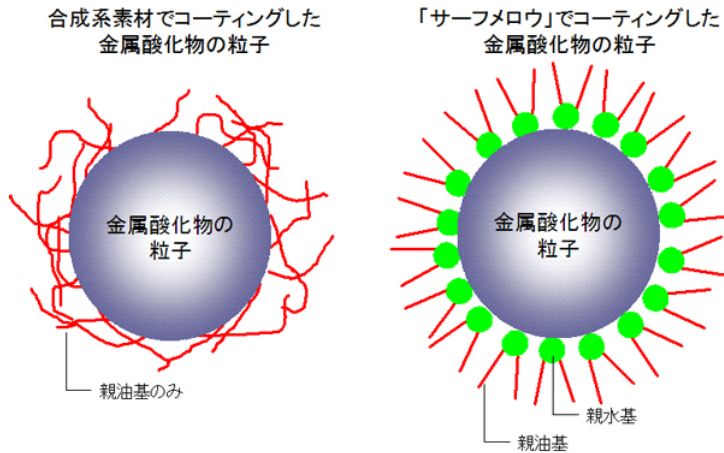 合成系素材でコーティングした
金属酸化物の粒子
「サーフメロウ」でコーティングした
金属酸化物の粒子
金属酸化物の
粒子
金属酸化物の
粒子
親油基のみ
親水基
親油基